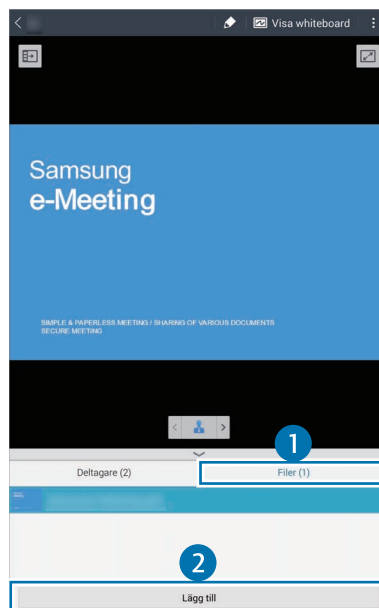 Visa whiteboard
Samsung
e-Meeting
SIMPLE & PAPERLESS MEETING / SHARING OF VARIOUS DOCUMENTS
SECURE MEETING
1
Deltagare (2)
Filer (1)
2
Lägg till